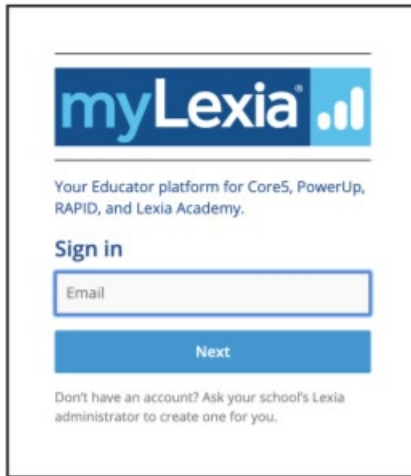 myLexia®
Your Educator platform for Core5, PowerUp,
RAPID, and Lexia Academy.
Sign in
Email
Next
Don't have an account? Ask your school's Lexia
administrator to create one for you.